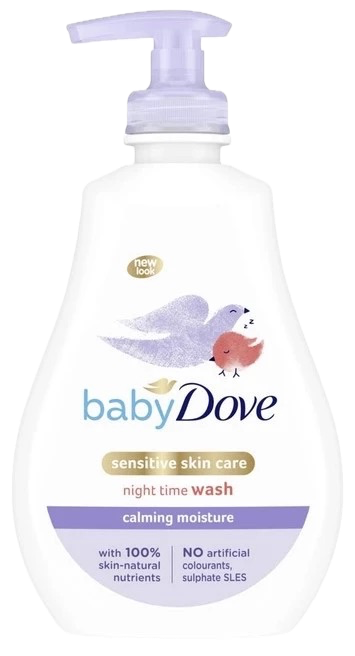 new
look
z z
baby Dove
sensitive skin care
night time wash
calming moisture
with 100%
skin-natural
nutrients
NO artificial
colourants,
sulphate SLES